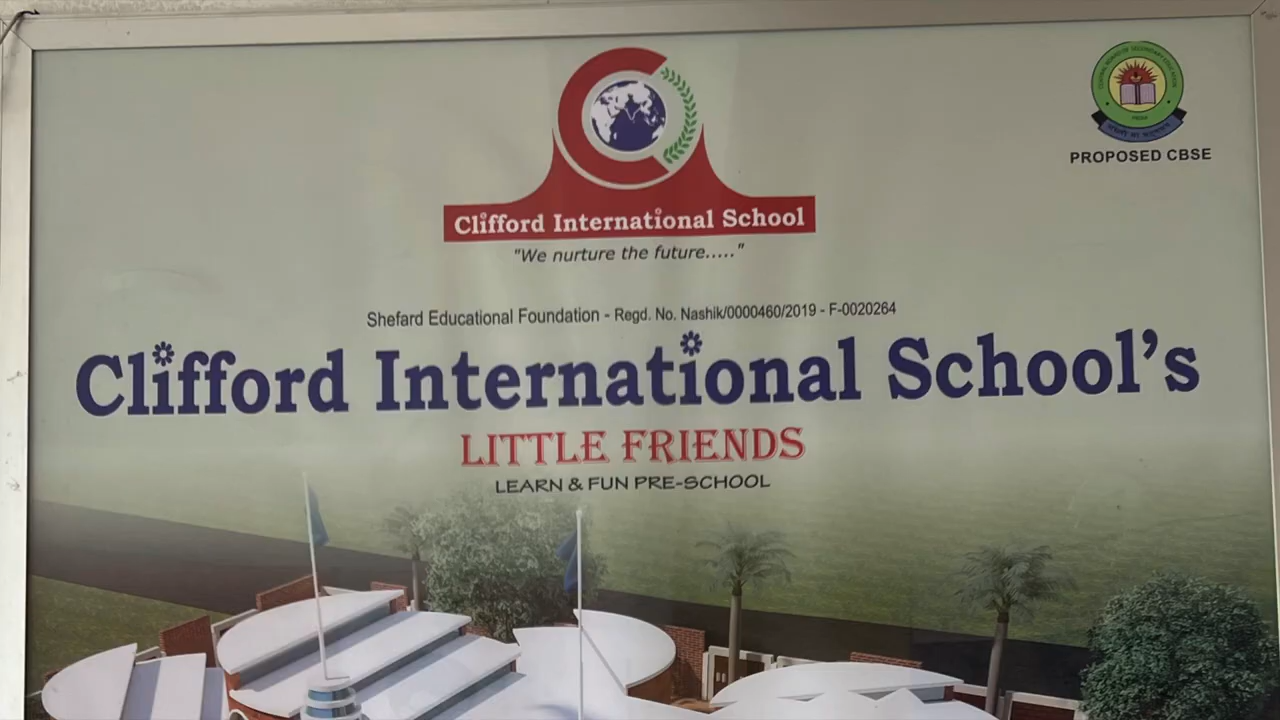 PROPOSED CBSE
Clifford International School
"We nurture the future....."
Shefard Educational Foundation - Regd. No. Nashik/0000460/2019 - F-0020264
Clifford International School's
LITTLE FRIENDS
LEARN & FUN PRE-SCHOOL